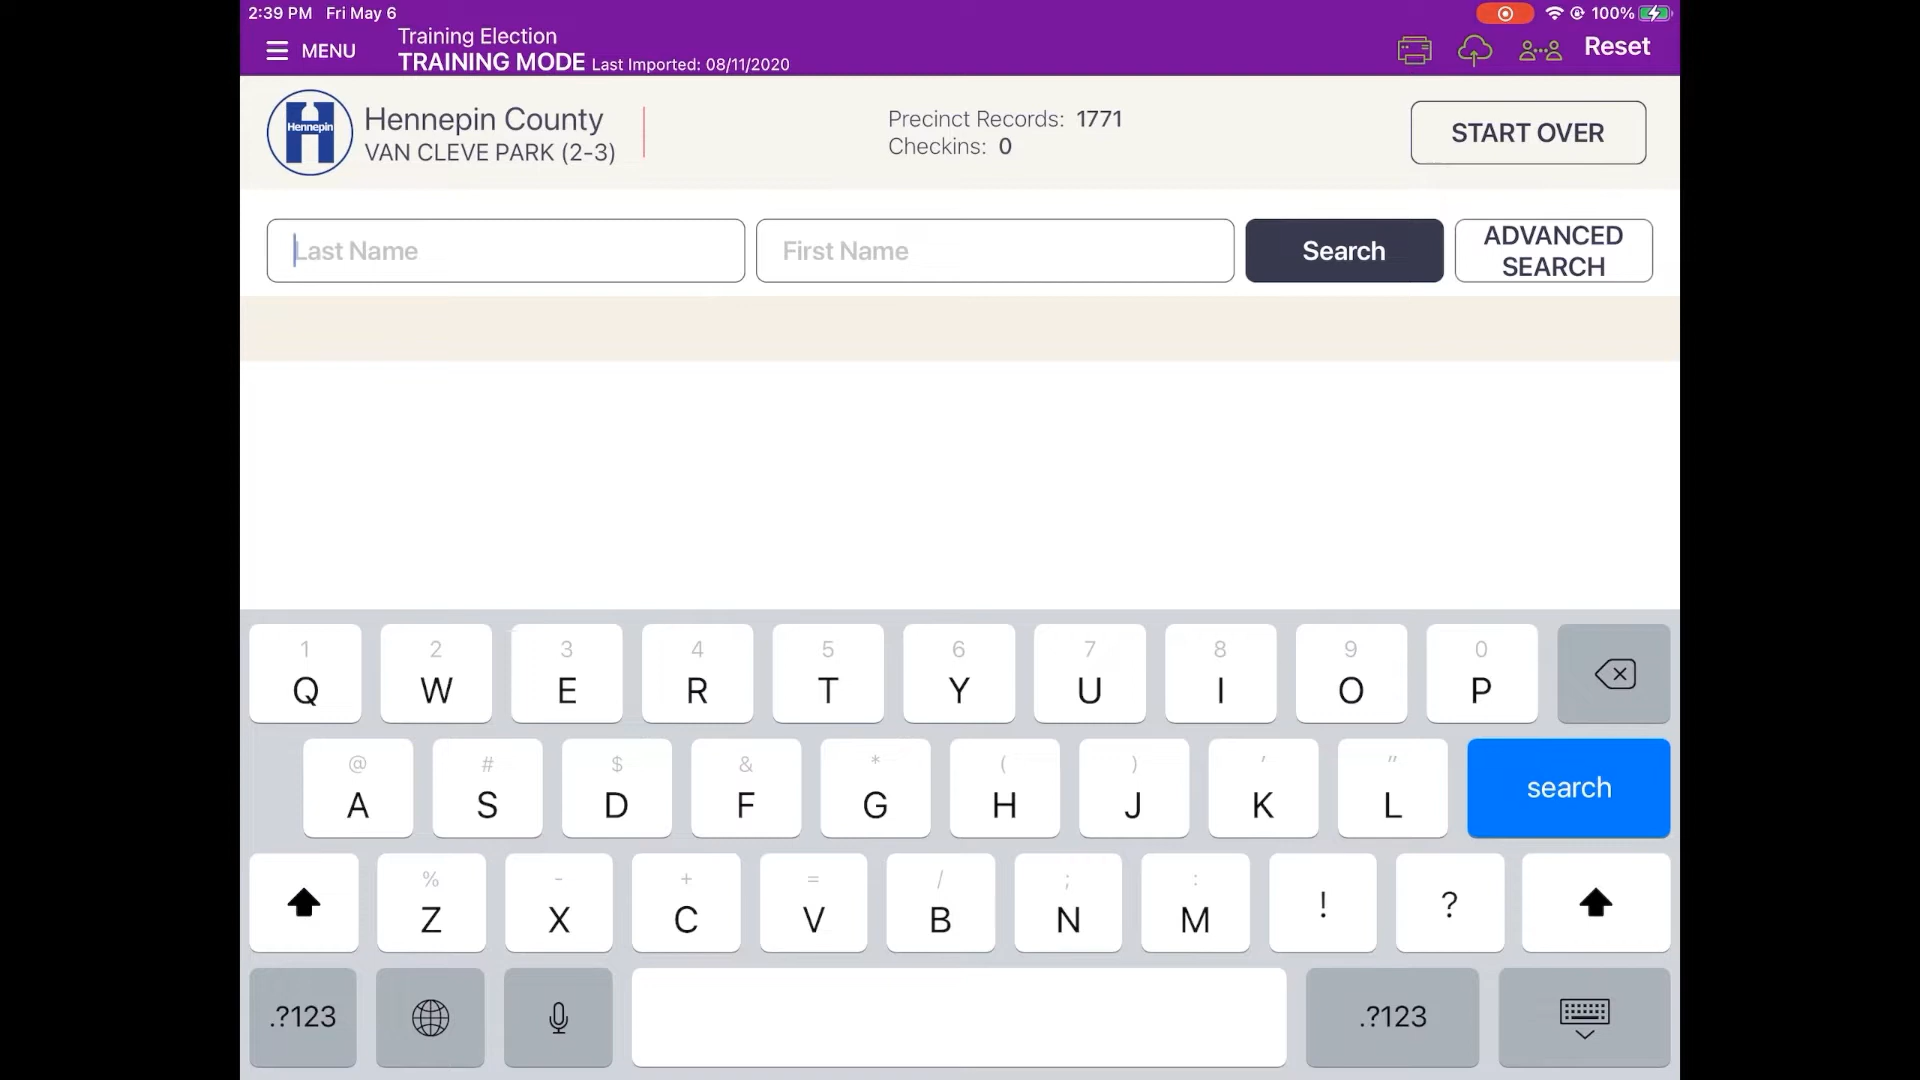 2:39 PM Fri May 6
100%
MENU
Training Election
TRAINING MODE Last Imported: 08/11/2020
Reset
Hennepin
Hennepin County
VAN CLEVE PARK (2-3)
Precinct Records: 1771
Checkins: 0
START OVER
Last Name
First Name
Search
ADVANCED
SEARCH
1 2 3 4 5 6 7 8 9 0
Q W E R T Y U I O P
@ # $ & * ( ) ' "
A S D F G H J K L
search
% - + = / ; :
Z X C V B N M ! ?
.?123
.?123